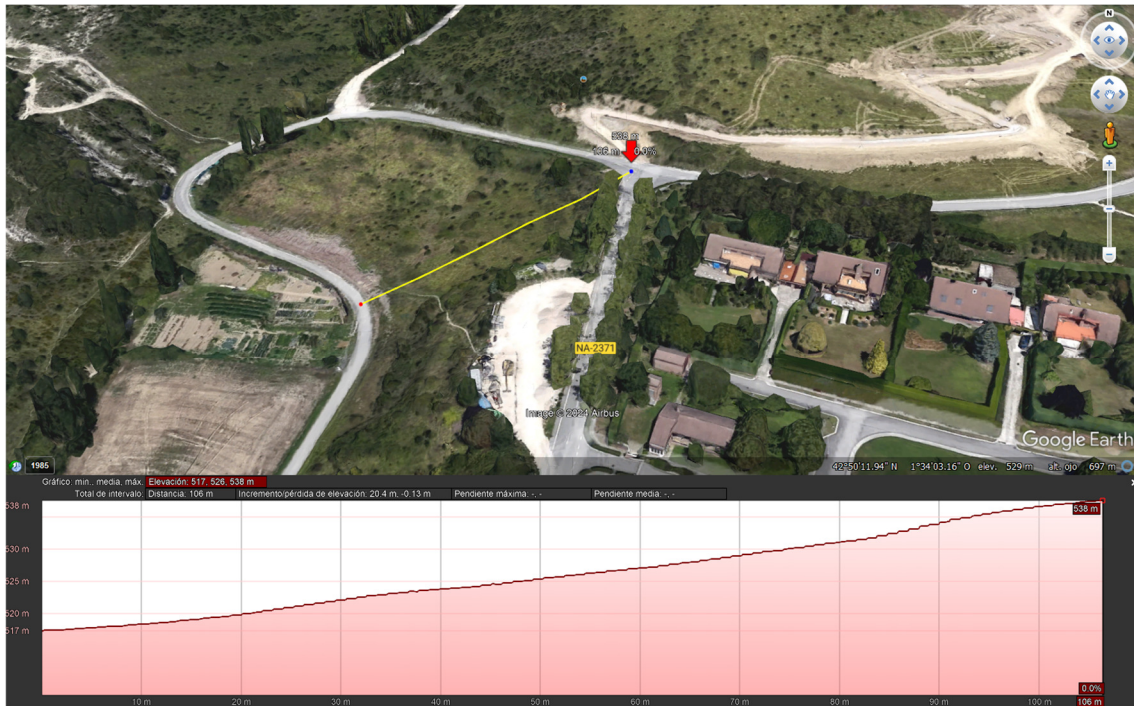 N
538 m
0.0%
NA-2371
Image © 2024 Airbus
Google Earth
1985
42°50'11.94" N 1°34'03.16" O elev. 529 m alt. ojo 697 m
Gráfico: min., media, máx. Elevación: 517, 526, 538 m
Total de intervalo: Distancia: 106 m Incremento/pérdida de elevación: 20.4 m, -0.13 m Pendiente máxima: -, - Pendiente media: -, -
538 m
538 m
530 m
525 m
520 m
517 m
0.0%
10 m 20 m 30 m 40 m 50 m 60 m 70 m 80 m 90 m 100 m 106 m